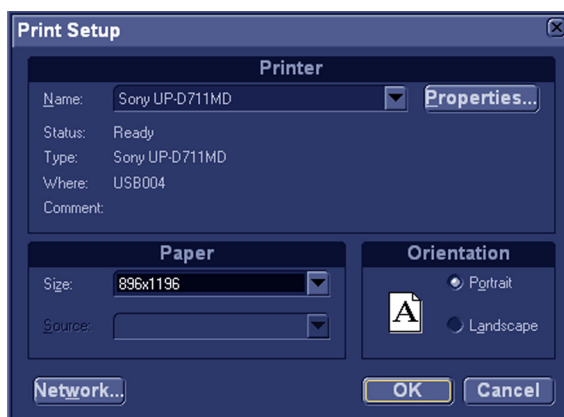 Print Setup
Printer
Name: Sony UP-D711MD Properties...
Status: Ready
Type: Sony UP-D711MD
Where: USB004
Comment:
Paper
Size: 896x1196
Source:
Orientation
A
Portrait
Landscape
Network... OK Cancel